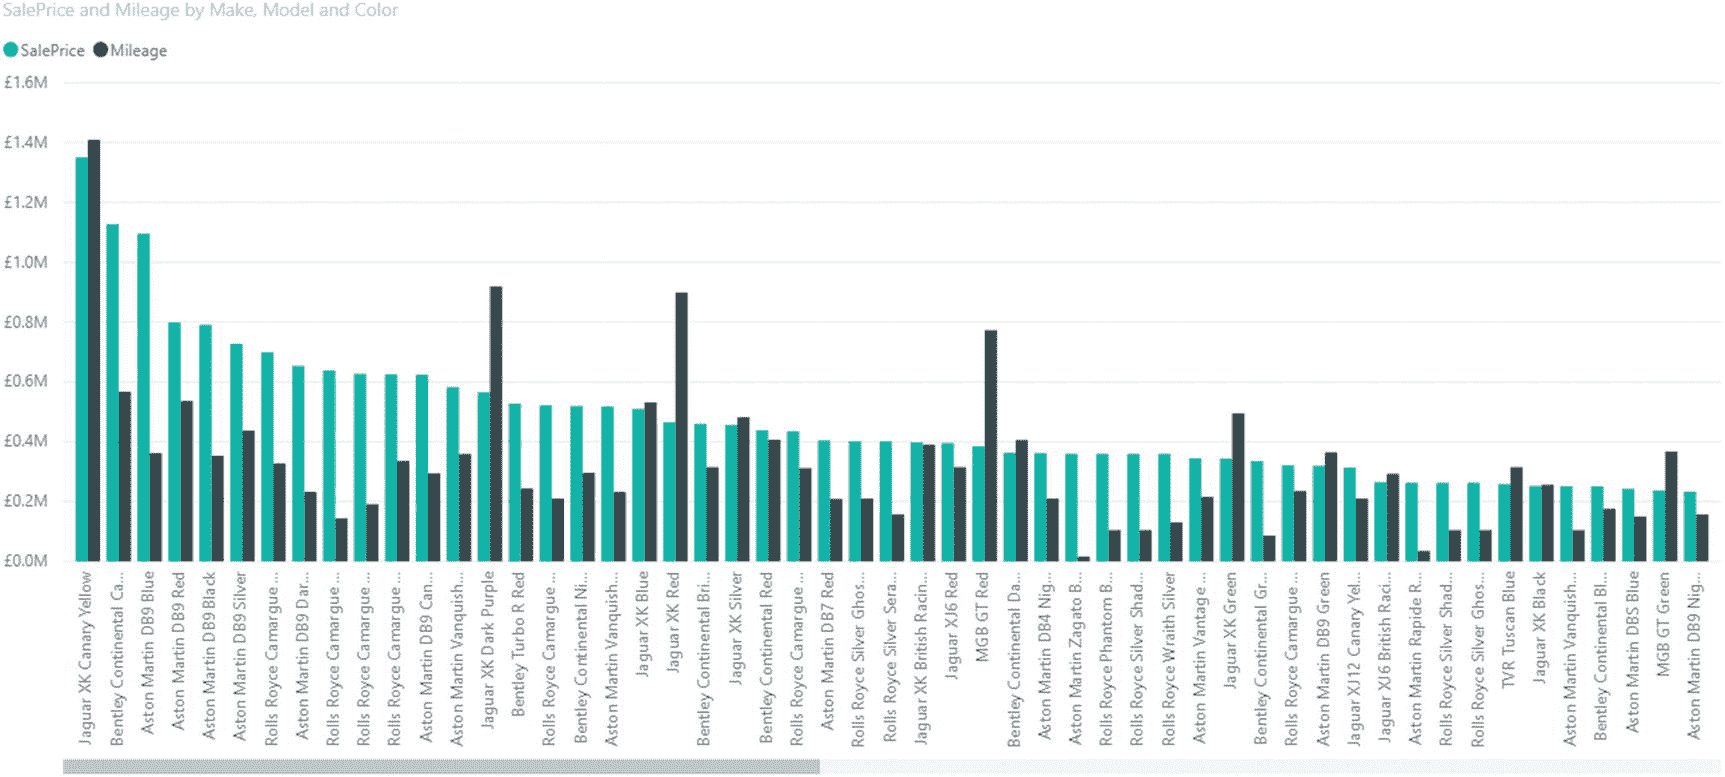 SalePrice and Mileage by Make, Model and Color
SalePrice Mileage
£1.6M
£1.4M
£1.2M
£1.0M
£0.8M
£0.6M
£0.4M
£0.2M
£0.0M
Jaguar XK Canary Yellow
Bentley Continental Ca...
Aston Martin DB9 Blue
Aston Martin DB9 Red
Aston Martin DB9 Black
Aston Martin DB9 Silver
Rolls Royce Camargue ...
Aston Martin DB9 Dar...
Rolls Royce Camargue ...
Rolls Royce Camargue ...
Rolls Royce Camargue ...
Aston Martin DB9 Can...
Aston Martin Vanquish...
Jaguar XK Dark Purple
Bentley Turbo R Red
Rolls Royce Camargue ...
Bentley Continental Ni...
Aston Martin Vanquish...
Jaguar XK Blue
Jaguar XK Red
Bentley Continental Bri...
Jaguar XK Silver
Bentley Continental Red
Rolls Royce Camargue ...
Aston Martin DB7 Red
Rolls Royce Silver Ghos...
Rolls Royce Silver Sera...
Jaguar XK British Racin...
Jaguar XJ6 Red
MGB GT Red
Bentley Continental Da...
Aston Martin DB4 Nig...
Aston Martin Zagato B...
Rolls Royce Phantom B...
Rolls Royce Silver Shad...
Rolls Royce Wraith Silver
Aston Martin Vantage ...
Jaguar XK Green
Bentley Continental Gr...
Rolls Royce Camargue ...
Aston Martin DB9 Green
Jaguar XJ12 Canary Yel...
Jaguar XJ6 British Raci...
Aston Martin Rapide R...
Rolls Royce Silver Shad...
Rolls Royce Silver Ghos...
TVR Tuscan Blue
Jaguar XK Black
Aston Martin Vanquish...
Bentley Continental Bl...
Aston Martin DBS Blue
MGB GT Green
Aston Martin DB9 Nig...